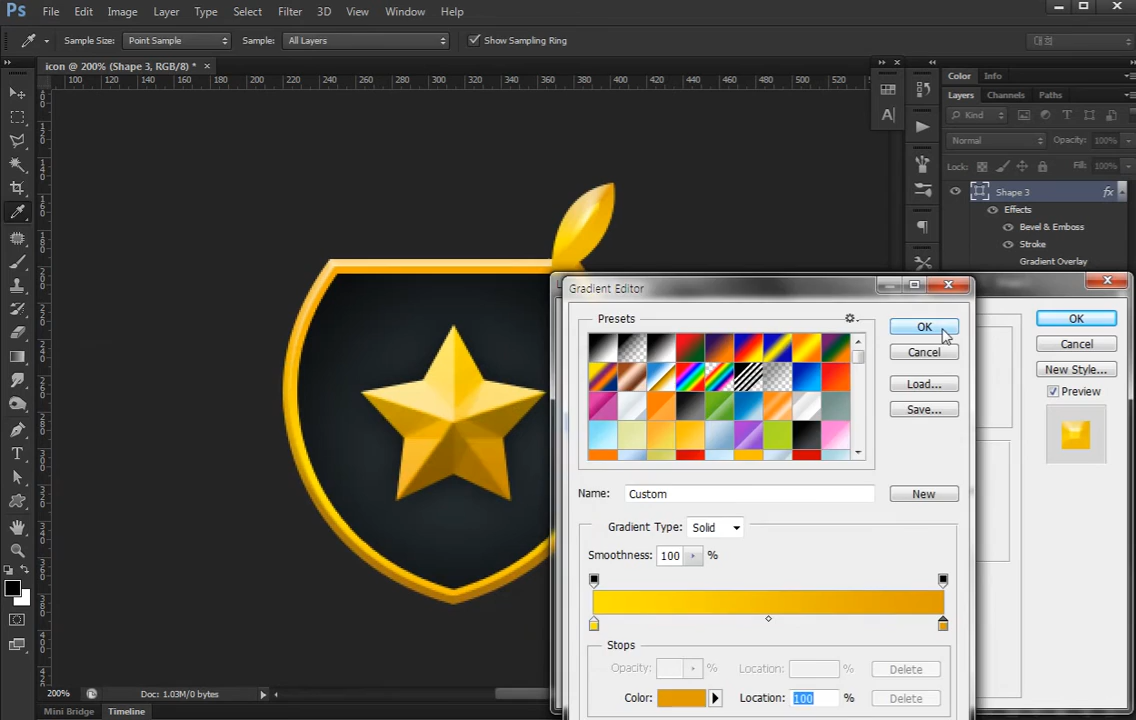 Ps File Edit Image Layer Type Select Filter 3D View Window Help
Sample Size: Point Sample Sample: All Layers Show Sampling Ring
icon @ 200% (Shape 3, RGB/8) * ×
100 120 140 160 180 200 220 240 260 280 300 320 340 360 380 400 420 440 460 480 500 520
Color Info
Layers Channels Paths
Kind
Normal Opacity: 100%
Lock: Fill: 100%
Shape 3 fx
Effects
Bevel & Emboss
Stroke
Gradient Overlay
Gradient Editor
Presets
OK
Cancel
Load...
Save...
Name: Custom New
Gradient Type: Solid
Smoothness: 100 %
Stops
Opacity: % Location: % Delete
Color: Location: 100 % Delete
OK
Cancel
New Style...
Preview
200% Doc: 1.03M/0 bytes
Mini Bridge Timeline